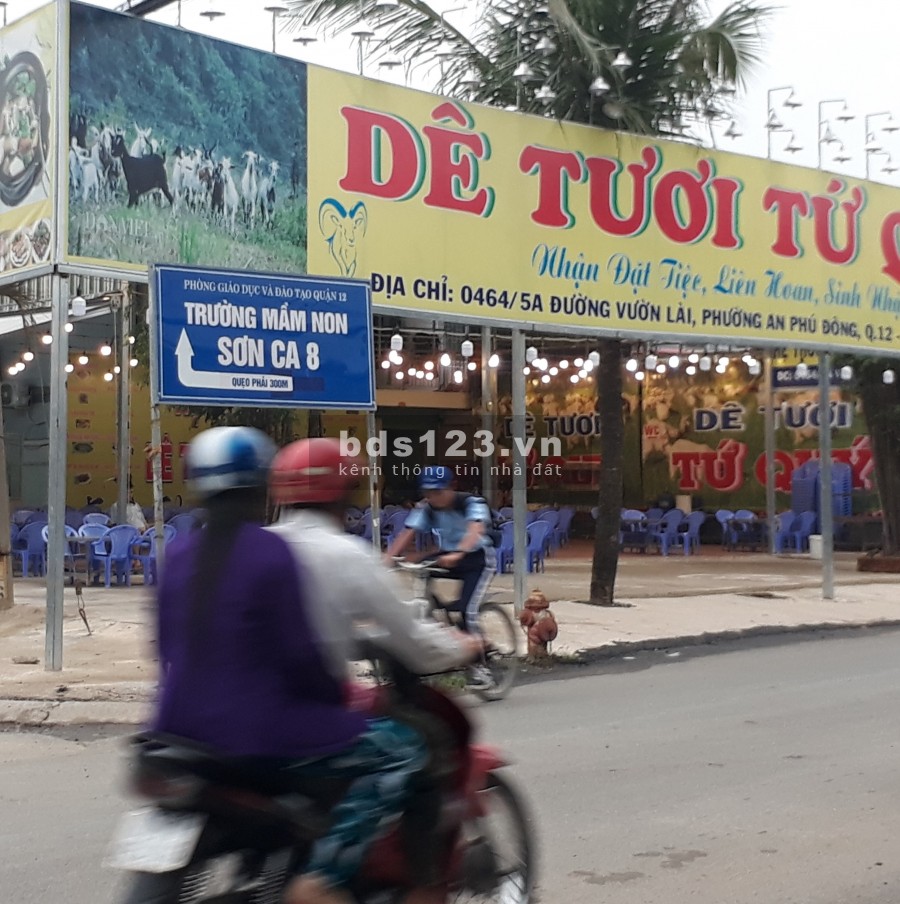 DÊ TƯƠI TỨ
Nhận Đặt Tiệc, Liên Hoan, Sinh Nhậ
ĐỊA CHỈ: 0464/5A ĐƯỜNG VƯỜN LÀI, PHƯỜNG AN PHÚ ĐÔNG, Q.12 -
PHÒNG GIÁO DỤC VÀ ĐÀO TẠO QUẬN 12
TRƯỜNG MẦM NON
SƠN CA 8
QUẸO PHẢI 300M
bds123.vn
kênh thông tin nhà đất
DÊ TƯƠI
WC
DÊ TƯƠI
TỨ QUÝ